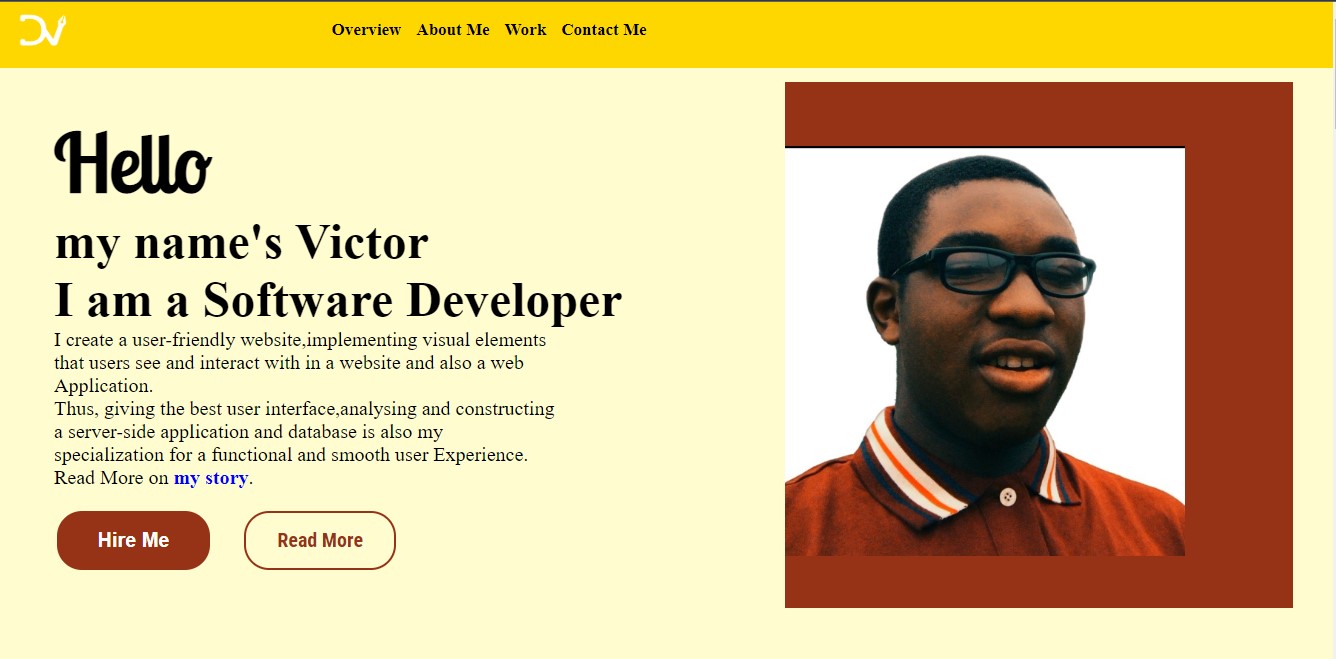 DV
Overview About Me Work Contact Me
Hello
my name's Victor
I am a Software Developer
I create a user-friendly website,implementing visual elements
that users see and interact with in a website and also a web
Application.
Thus, giving the best user interface,analysing and constructing
a server-side application and database is also my
specialization for a functional and smooth user Experience.
Read More on my story.
Hire Me Read More